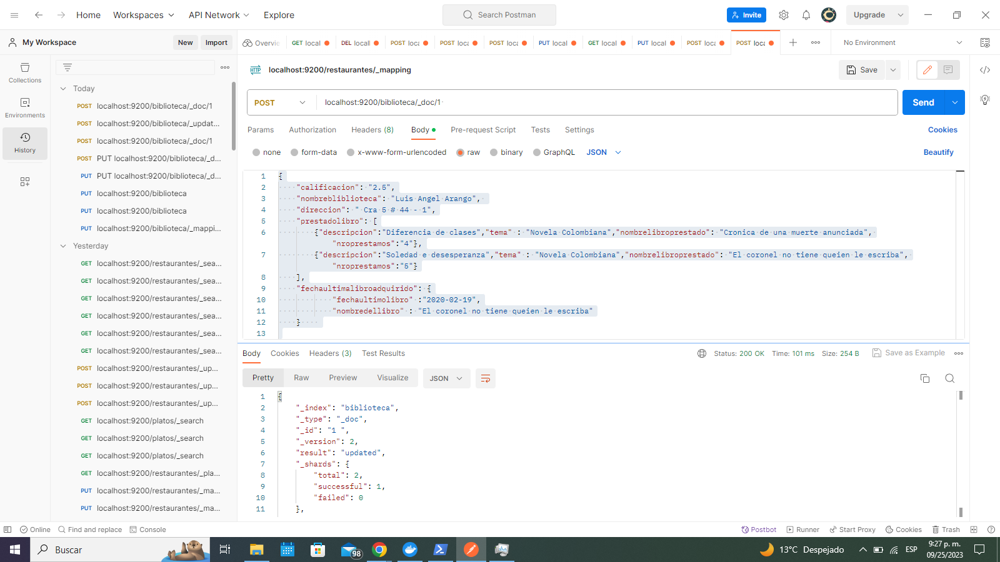 Home Workspaces API Network Explore Search Postman Invite Upgrade
My Workspace New Import Overvie GET local DEL locall POST loca POST loca POST loca PUT local GET local PUT local POST loca POST loca No Environment
HTTP localhost:9200/restaurantes/_mapping Save
Collections
Environments
History
Today
POST localhost:9200/biblioteca/_doc/1
POST localhost:9200/biblioteca/_updat...
POST localhost:9200/biblioteca/_doc/1
POST PUT localhost:9200/biblioteca/_d...
PUT PUT localhost:9200/biblioteca/_d...
PUT localhost:9200/biblioteca
PUT localhost:9200/biblioteca
PUT localhost:9200/biblioteca/_mappi...
Yesterday
GET localhost:9200/restaurantes/_sea...
GET localhost:9200/restaurantes/_sea...
GET localhost:9200/restaurantes/_sea...
GET localhost:9200/restaurantes/_sea...
GET localhost:9200/restaurantes/_sea...
GET localhost:9200/restaurantes/_sea...
POST localhost:9200/restaurantes/_up...
POST localhost:9200/restaurantes/_up...
POST localhost:9200/restaurantes/_up...
GET localhost:9200/platos/_search
GET localhost:9200/platos/_search
GET localhost:9200/platos/_search
GET localhost:9200/restaurantes/_pla...
PUT localhost:9200/restaurantes/_ma...
PUT localhost:9200/restaurantes/_ma...
POST localhost:9200/biblioteca/_doc/1 Send
Params Authorization Headers (8) Body Pre-request Script Tests Settings Cookies
none form-data x-www-form-urlencoded raw binary GraphQL JSON Beautify
1 {
2 "calificacion": "2.5",
3 "nombrebliblioteca": "Luis Angel Arango",
4 "direccion": " Cra 5 # 44 - 1",
5 "prestadolibro": [
6 {"descripcion":"Diferencia de clases","tema" : "Novela Colombiana","nombrelibroprestado": "Cronica de una muerte anunciada",
"nroprestamos":"4"},
7 {"descripcion":"Soledad e desesperanza","tema" : "Novela Colombiana","nombrelibroprestado": "El coronel no tiene queien le escriba",
"nroprestamos":"5"}
8 ],
9 "fechaultimalibroadquirido": {
10 "fechaultimolibro" :"2020-02-19",
11 "nombredellibro" : "El coronel no tiene queien le escriba"
12 }
13
Body Cookies Headers (3) Test Results Status: 200 OK Time: 101 ms Size: 254 B Save as Example
Pretty Raw Preview Visualize JSON
1 {
2 "_index": "biblioteca",
3 "_type": "_doc",
4 "_id": "1 ",
5 "_version": 2,
6 "result": "updated",
7 "_shards": {
8 "total": 2,
9 "successful": 1,
10 "failed": 0
11 },
Online Find and replace Console Postbot Runner Start Proxy Cookies Trash
Buscar 98 13°C Despejado ESP 9:27 p. m.
09/25/2023